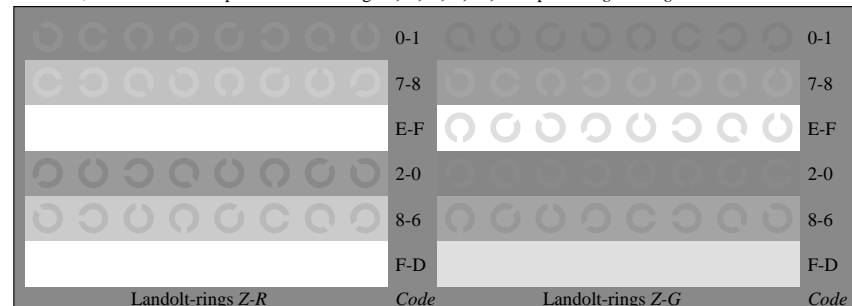 0-1 0-1
7-8 7-8
E-F E-F
2-0 2-0
8-6 8-6
F-D F-D
Landolt-rings Z-R Code Landolt-rings Z-G Code